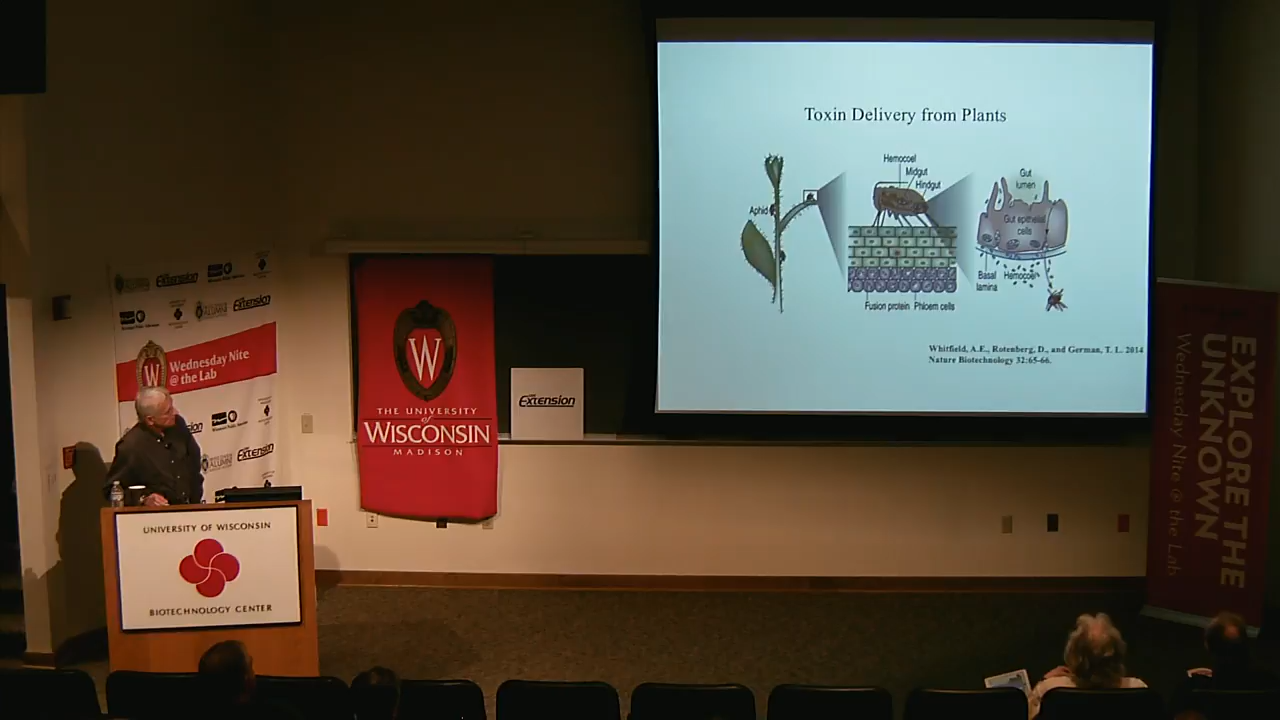 Toxin Delivery from Plants
Hemocoel
Midgut
Hindgut
Aphid
Gut
lumen
Gut epithelial
cells
Basal
lamina
Hemocoel
Fusion protein
Phloem cells
Whitfield, A.E., Rotenberg, D., and German, T. L. 2014
Nature Biotechnology 32:65-66.
Extension
Extension
Wednesday Nite
@ the Lab
Extension
W
THE UNIVERSITY
of
WISCONSIN
MADISON
Extension
UNIVERSITY OF WISCONSIN
BIOTECHNOLOGY CENTER
EXPLORE THE
UNKNOWN
Wednesday Nite @ the Lab